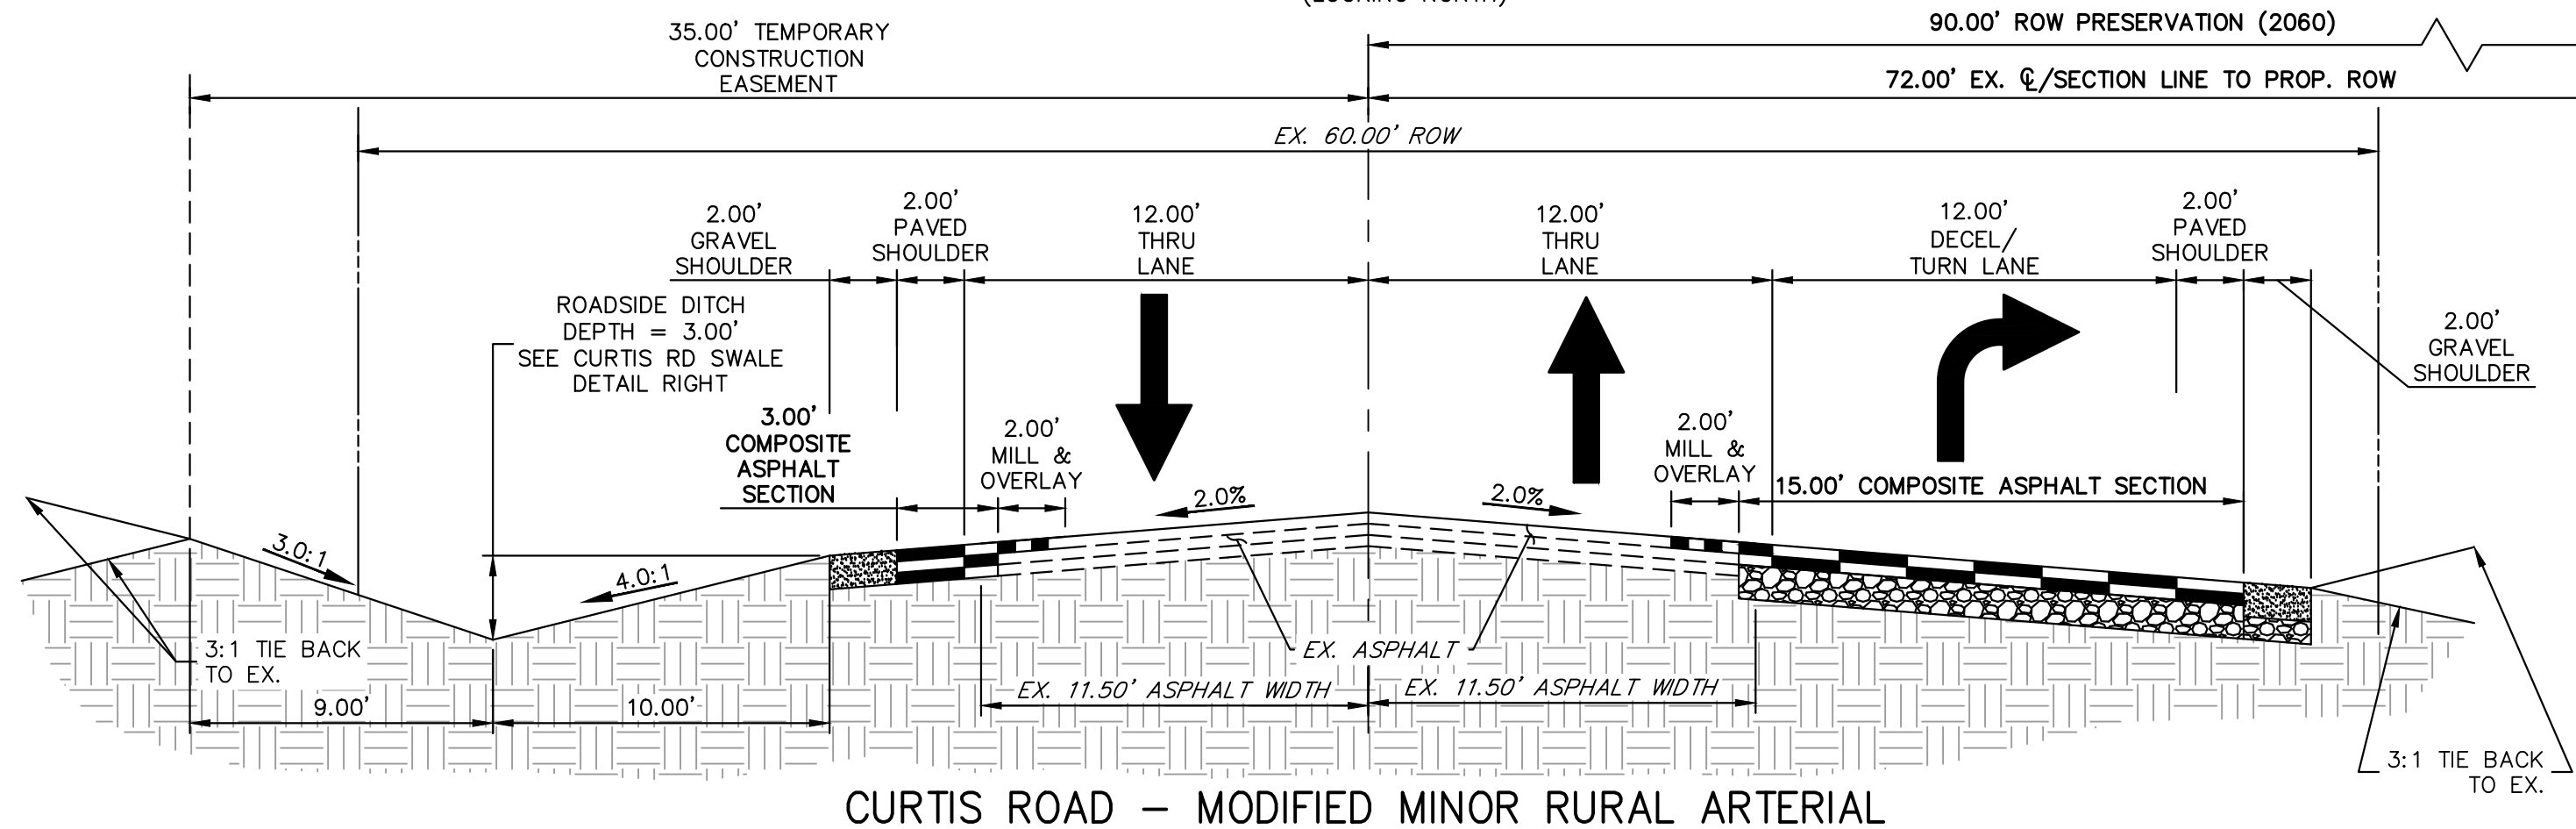 (LOOKING NORTH)
35.00' TEMPORARY
CONSTRUCTION
EASEMENT
90.00' ROW PRESERVATION (2060)
72.00' EX. ℄/SECTION LINE TO PROP. ROW
EX. 60.00' ROW
2.00'
GRAVEL
SHOULDER
2.00'
PAVED
SHOULDER
12.00'
THRU
LANE
12.00'
THRU
LANE
12.00'
DECEL/
TURN LANE
2.00'
PAVED
SHOULDER
2.00'
GRAVEL
SHOULDER
ROADSIDE DITCH
DEPTH = 3.00'
SEE CURTIS RD SWALE
DETAIL RIGHT
3.00'
COMPOSITE
ASPHALT
SECTION
2.00'
MILL &
OVERLAY
2.0%
2.0%
2.00'
MILL &
OVERLAY
15.00' COMPOSITE ASPHALT SECTION
3.0:1
4.0:1
3:1 TIE BACK
TO EX.
EX. ASPHALT
EX. 11.50' ASPHALT WIDTH
EX. 11.50' ASPHALT WIDTH
9.00'
10.00'
3:1 TIE BACK
TO EX.
CURTIS ROAD – MODIFIED MINOR RURAL ARTERIAL